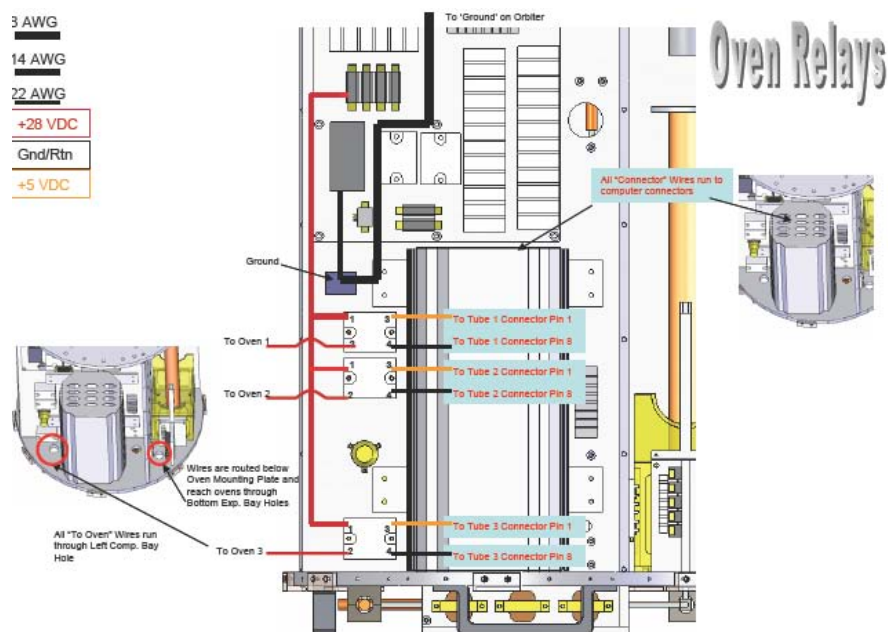 8 AWG
14 AWG
22 AWG
+28 VDC
Gnd/Rtn
+5 VDC
To 'Ground' on Orbiter
Oven Relays
All "Connector" Wires run to
computer connectors
Ground
1 3
To Tube 1 Connector Pin 1
To Oven 1
4
To Tube 1 Connector Pin 8
1 3
To Tube 2 Connector Pin 1
To Oven 2
2 4
To Tube 2 Connector Pin 8
Wires are routed below
Oven Mounting Plate and
reach ovens through
Bottom Exp. Bay Holes
All "To Oven" Wires run
through Left Comp. Bay
Hole
1 3
To Tube 3 Connector Pin 1
To Oven 3
2 4
To Tube 3 Connector Pin 8